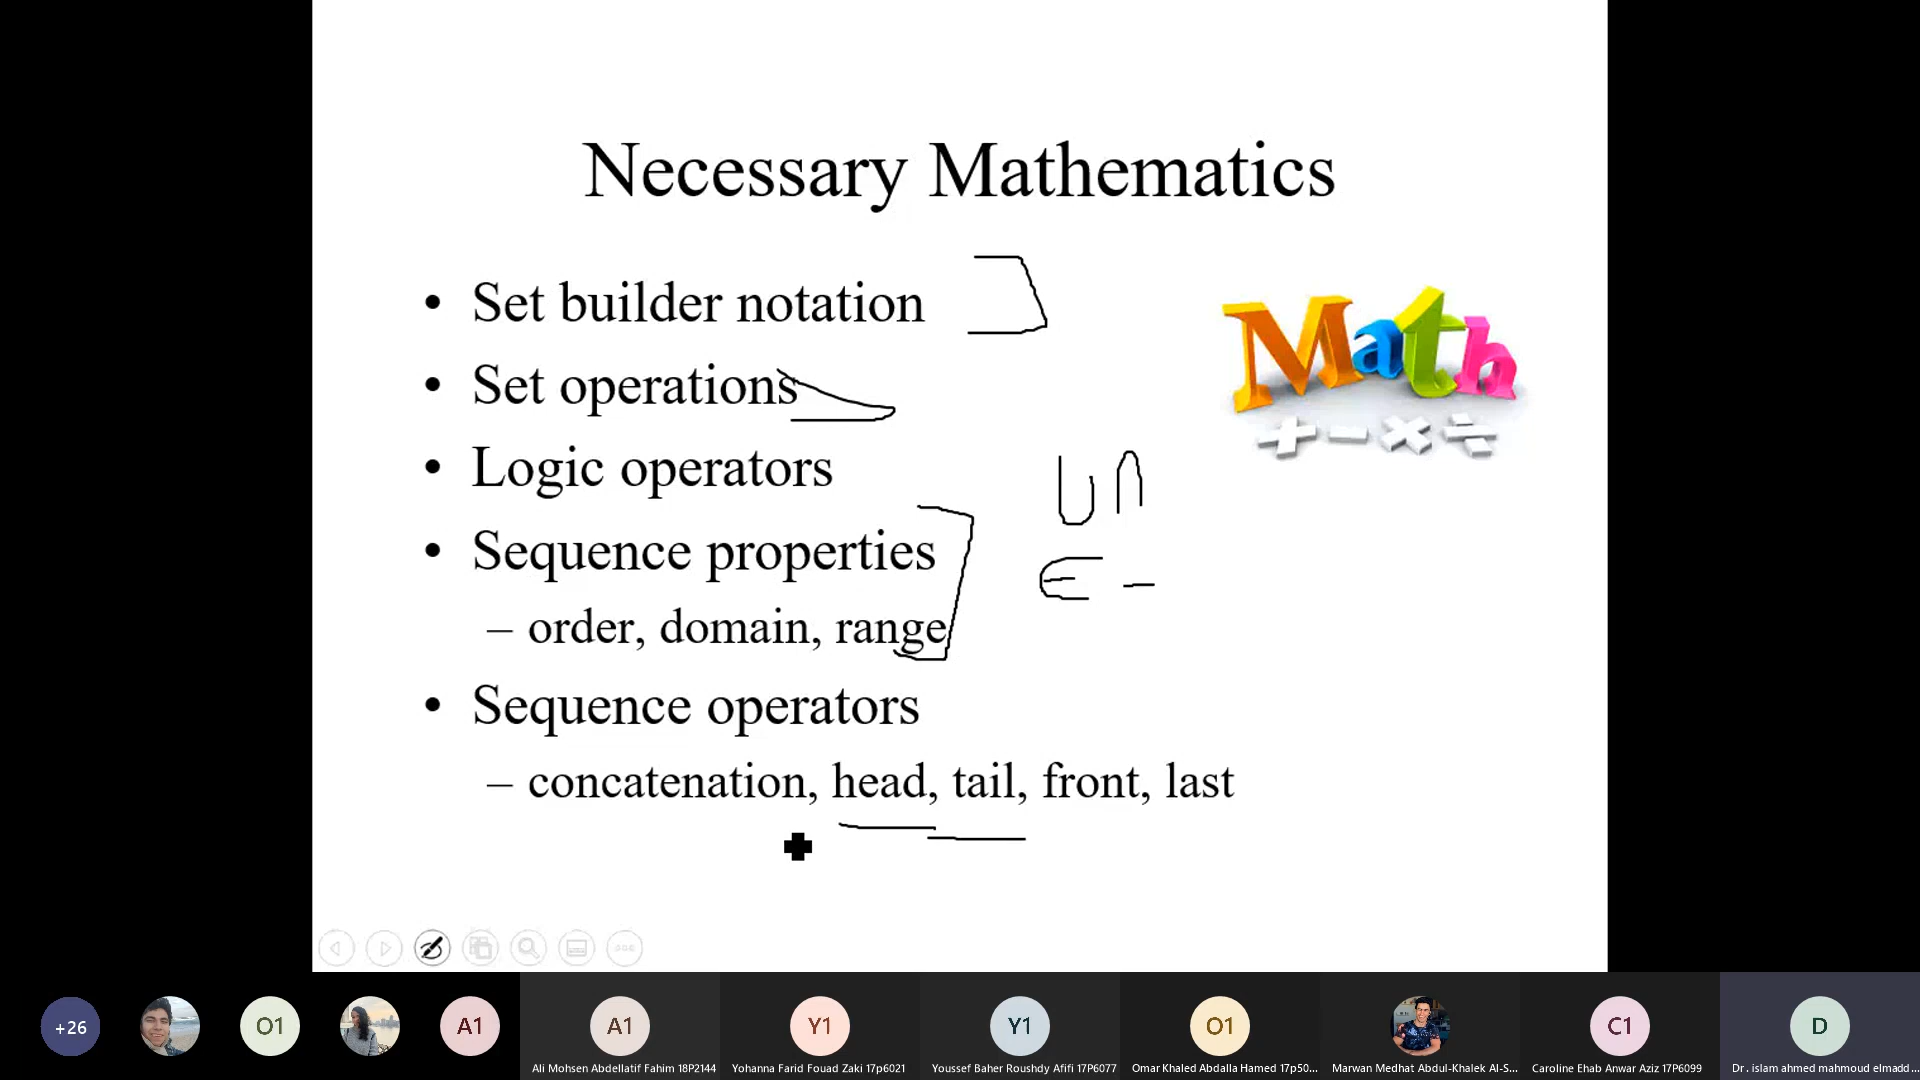 Necessary Mathematics
• Set builder notation
• Set operations
• Logic operators
• Sequence properties
– order, domain, range
• Sequence operators
– concatenation, head, tail, front, last
Math
+ − × ÷
∪ ∩
∈ –
+26
O1
A1
A1
Y1
Y1
O1
C1
D
Ali Mohsen Abdellatif Fahim 18P2144
Yohanna Farid Fouad Zaki 17p6021
Youssef Baher Roushdy Afifi 17P6077
Omar Khaled Abdalla Hamed 17p50...
Marwan Medhat Abdul-Khalek Al-S...
Caroline Ehab Anwar Aziz 17P6099
Dr. islam ahmed mahmoud elmadd...